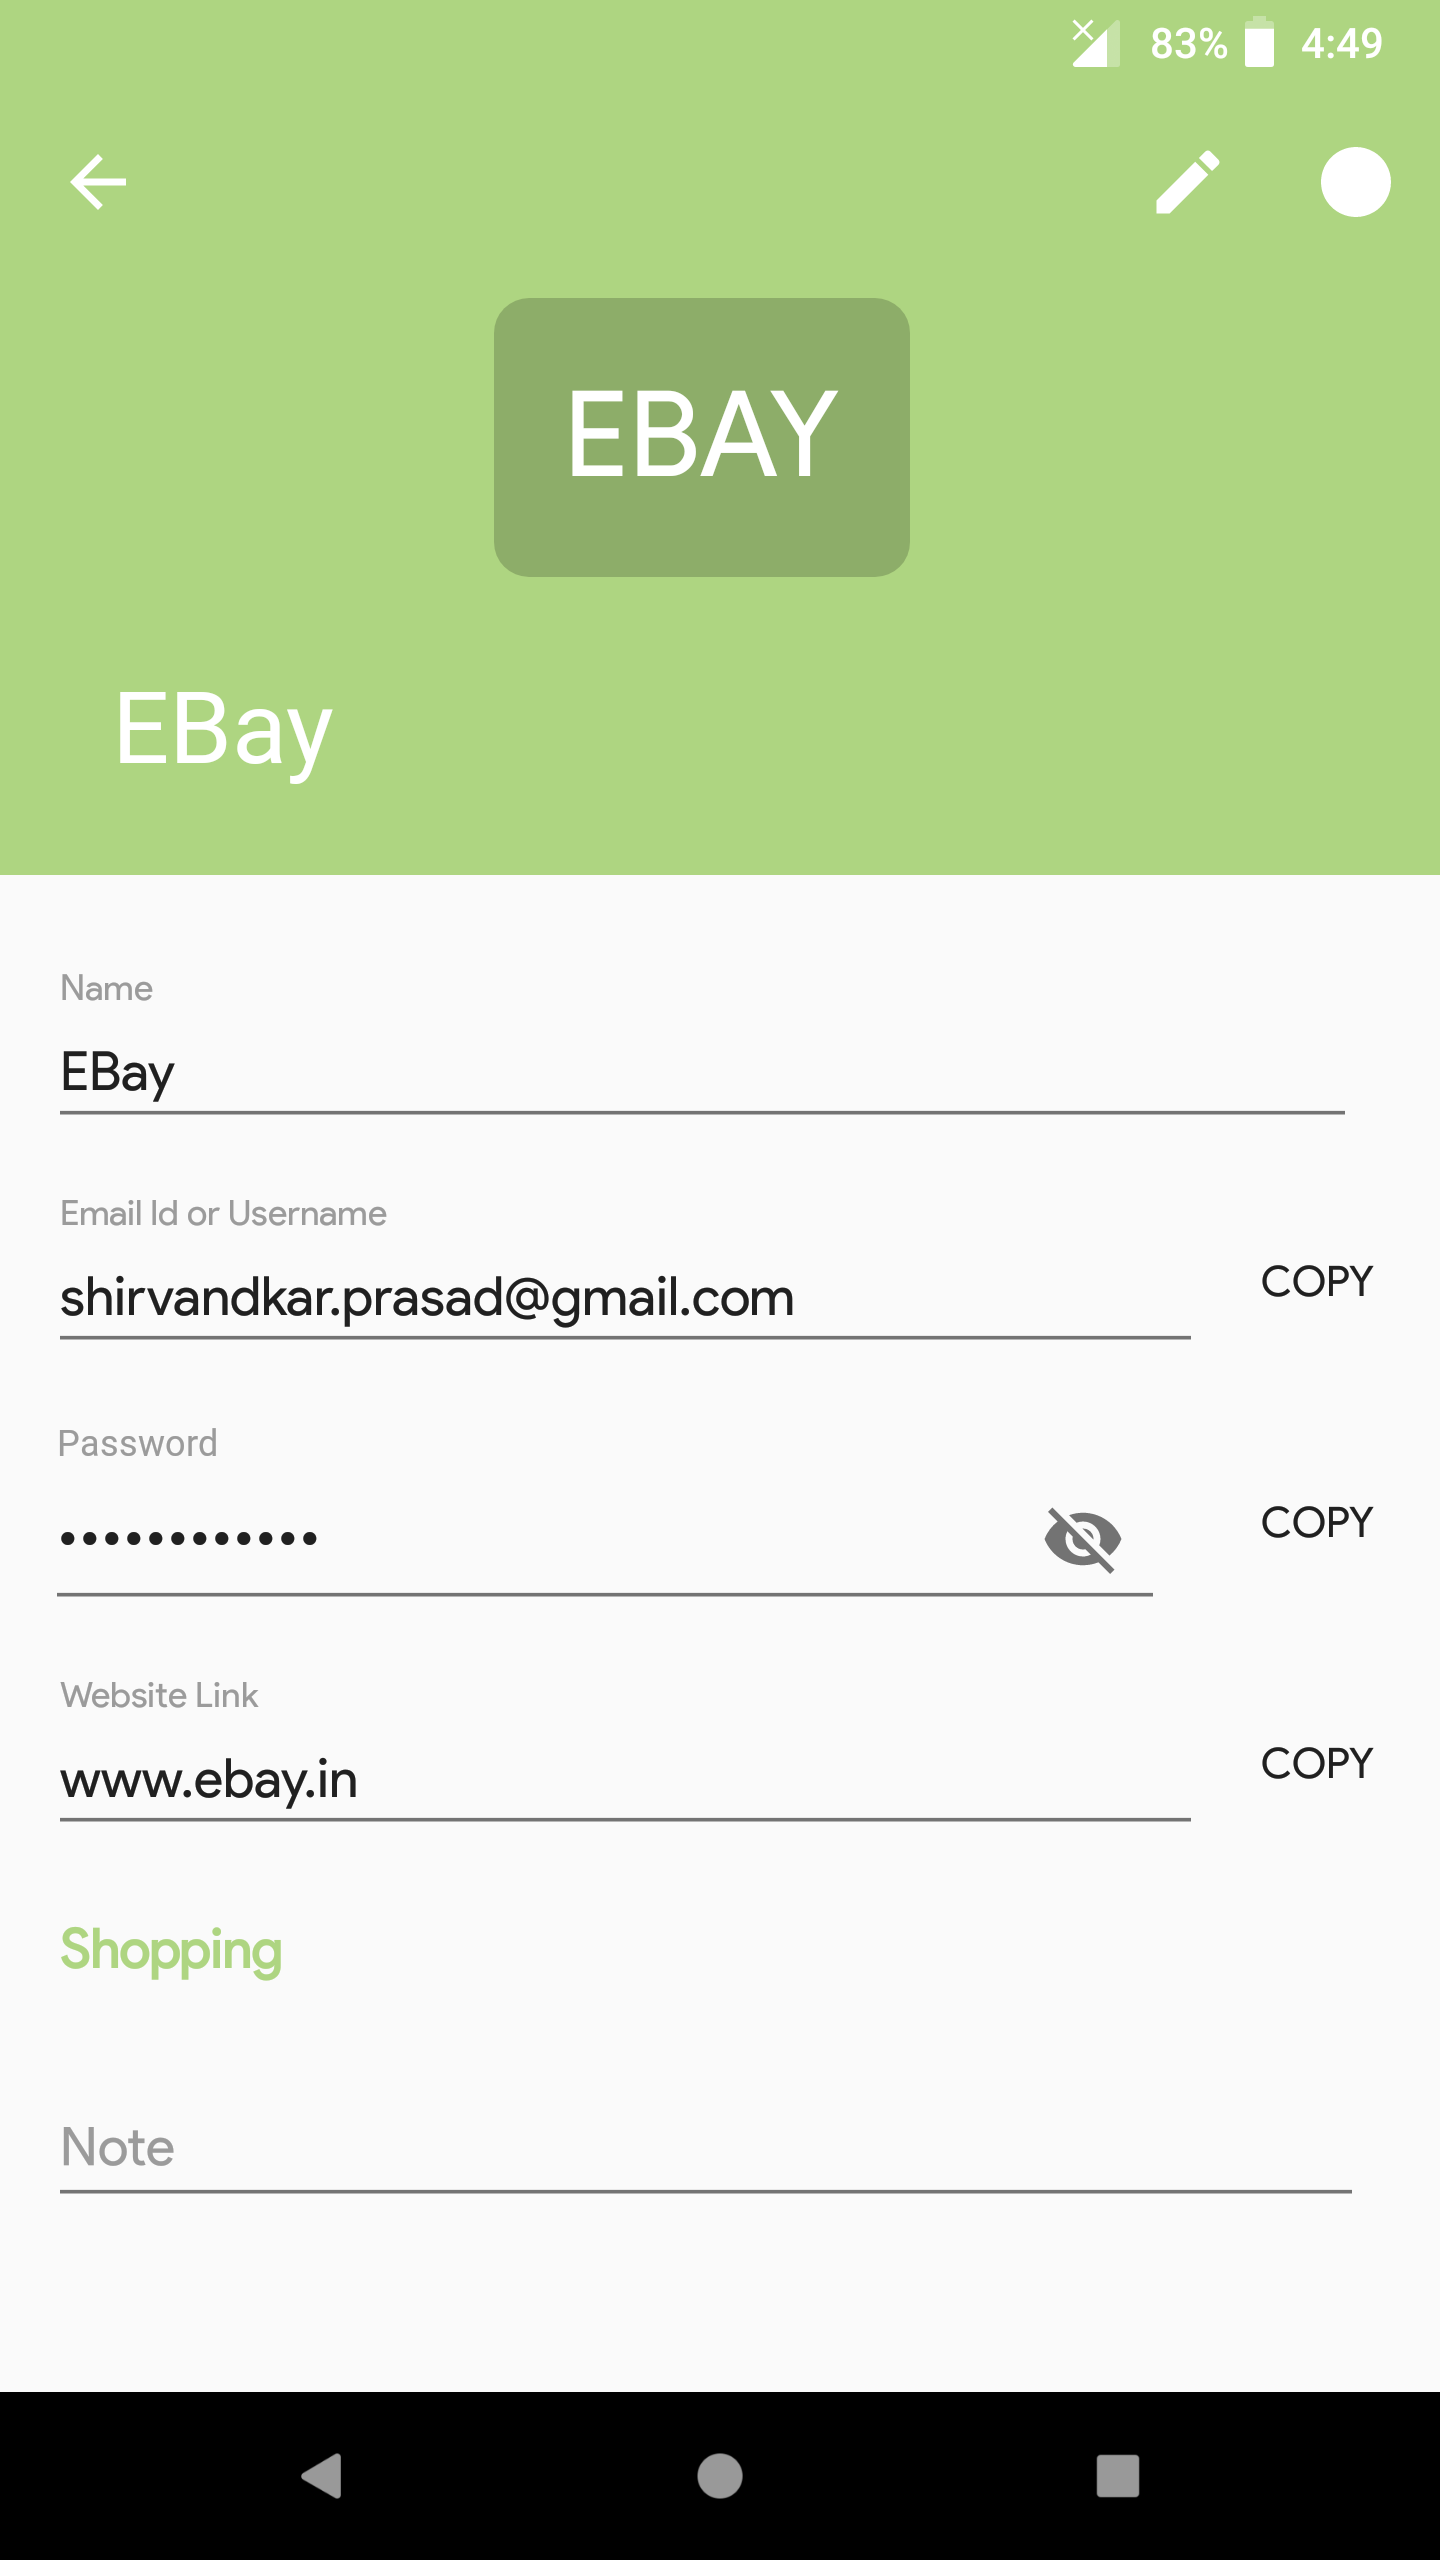 83% 4:49
EBAY
EBay
Name
EBay
Email Id or Username
shirvandkar.prasad@gmail.com
COPY
Password
••••••••••••
COPY
Website Link
www.ebay.in
COPY
Shopping
Note